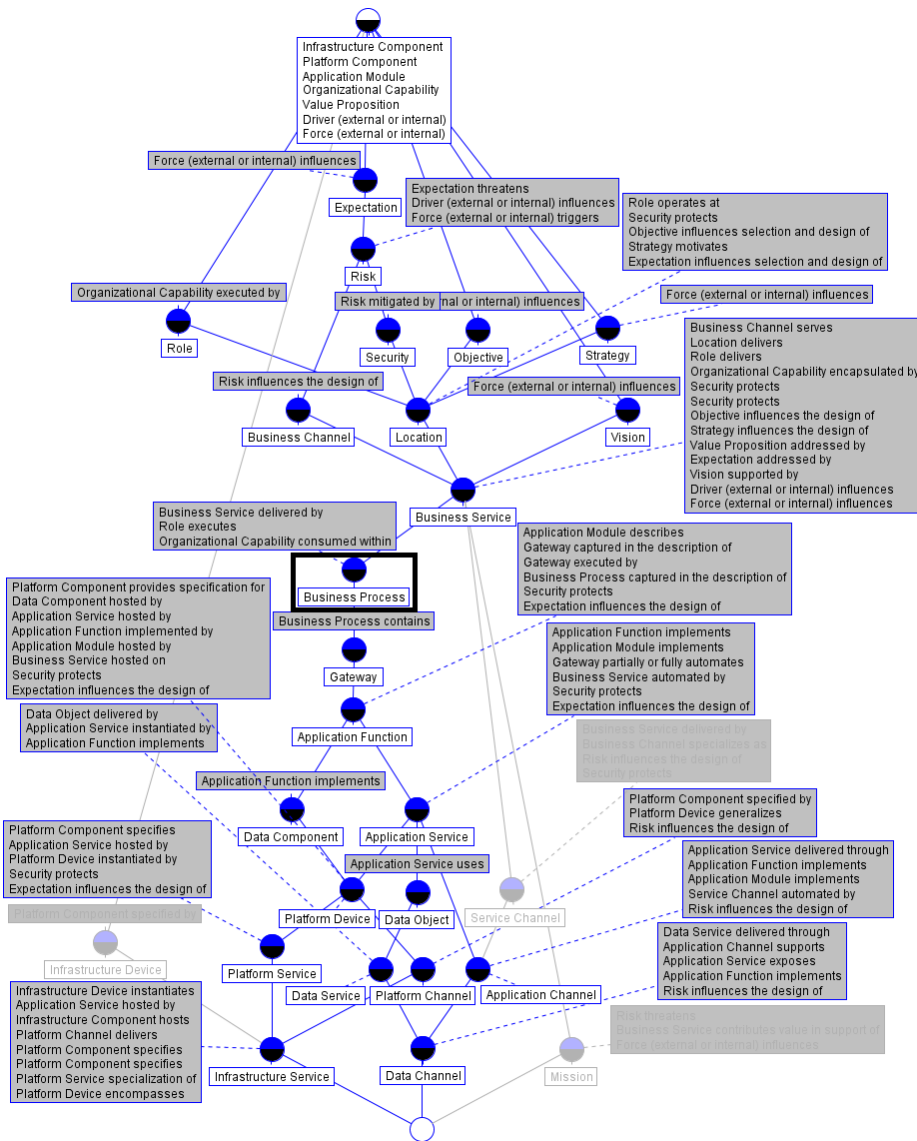 Infrastructure Component
Platform Component
Application Module
Organizational Capability
Value Proposition
Driver (external or internal)
Force (external or internal)
Force (external or internal) influences
Expectation
Expectation threatens
Driver (external or internal) influences
Force (external or internal) triggers
Role operates at
Security protects
Objective influences selection and design of
Strategy motivates
Expectation influences selection and design of
Risk
Organizational Capability executed by
Risk mitigated by
nal or internal) influences
Force (external or internal) influences
Role
Security
Objective
Strategy
Business Channel serves
Location delivers
Role delivers
Organizational Capability encapsulated by
Security protects
Security protects
Objective influences the design of
Strategy influences the design of
Value Proposition addressed by
Expectation addressed by
Vision supported by
Driver (external or internal) influences
Force (external or internal) influences
Risk influences the design of
Force (external or internal) influences
Business Channel
Location
Vision
Business Service delivered by
Role executes
Organizational Capability consumed within
Business Service
Application Module describes
Gateway captured in the description of
Gateway executed by
Business Process captured in the description of
Security protects
Expectation influences the design of
Business Process
Platform Component provides specification for
Data Component hosted by
Application Service hosted by
Application Function implemented by
Application Module hosted by
Business Service hosted on
Security protects
Expectation influences the design of
Business Process contains
Application Function implements
Application Module implements
Gateway partially or fully automates
Business Service automated by
Security protects
Expectation influences the design of
Gateway
Data Object delivered by
Application Service instantiated by
Application Function implements
Application Function
Business Service delivered by
Business Channel specializes as
Risk influences the design of
Security protects
Application Function implements
Platform Component specified by
Platform Device generalizes
Risk influences the design of
Data Component
Application Service
Platform Component specifies
Application Service hosted by
Platform Device instantiated by
Security protects
Expectation influences the design of
Application Service uses
Application Service delivered through
Application Function implements
Application Module implements
Service Channel automated by
Risk influences the design of
Platform Component specified by
Platform Device
Data Object
Service Channel
Data Service delivered through
Application Channel supports
Application Service exposes
Application Function implements
Risk influences the design of
Infrastructure Device
Platform Service
Data Service
Platform Channel
Application Channel
Infrastructure Device instantiates
Application Service hosted by
Infrastructure Component hosts
Platform Channel delivers
Platform Component specifies
Platform Component specifies
Platform Service specialization of
Platform Device encompasses
Risk threatens
Business Service contributes value in support of
Force (external or internal) influences
Infrastructure Service
Data Channel
Mission